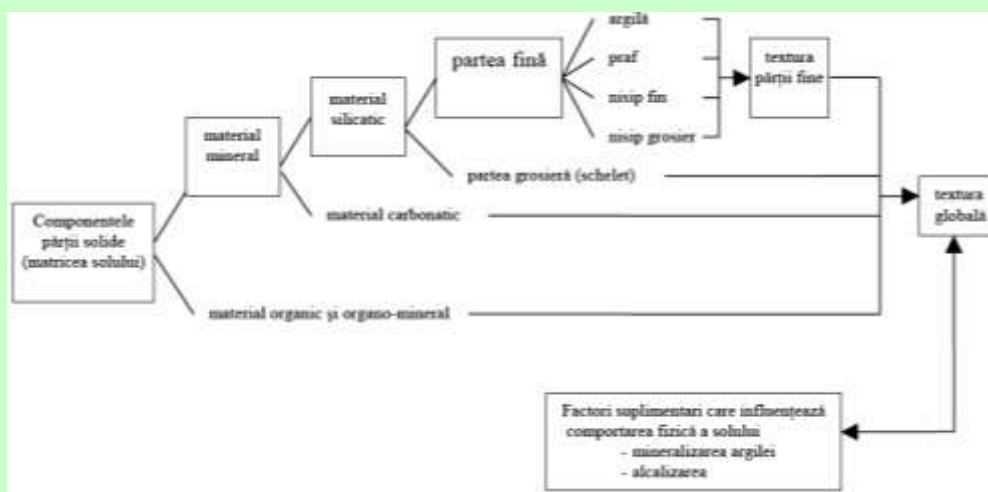 argilă
praf
nisip fin
nisip grosier
partea fină
textura
părții fine
material
silicatic
material
mineral
partea grosieră (schelet)
material carbonatic
Componentele
părții solide
(matricea solului)
material organic și organo-mineral
textura
globală
Factori suplimentari care influențează
comportarea fizică a solului
- mineralizarea argilei
- alcalizarea